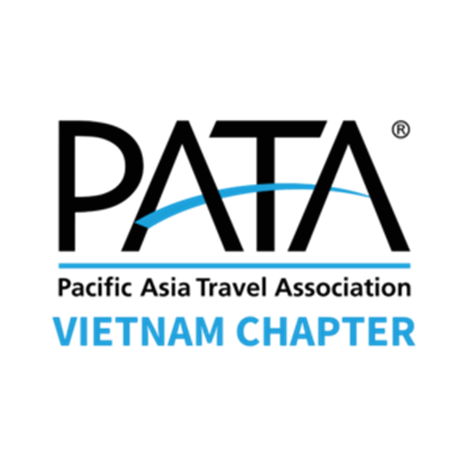 PATA®
Pacific Asia Travel Association
VIETNAM CHAPTER